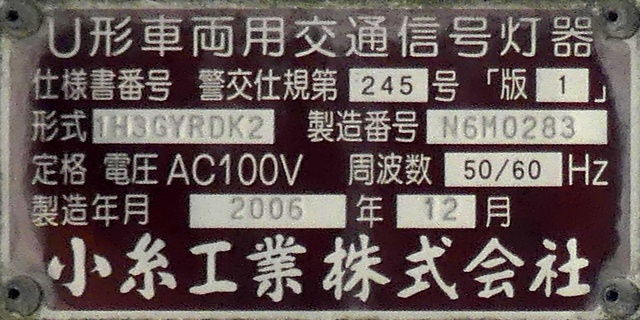 U形車両用交通信号灯器
仕様書番号 警交仕規第 245 号 「版 1 」
形式 1H3GYRDK2 製造番号 N6M0283
定格 電圧 AC100V 周波数 50/60 Hz
製造年月 2006 年 12 月
小糸工業株式会社